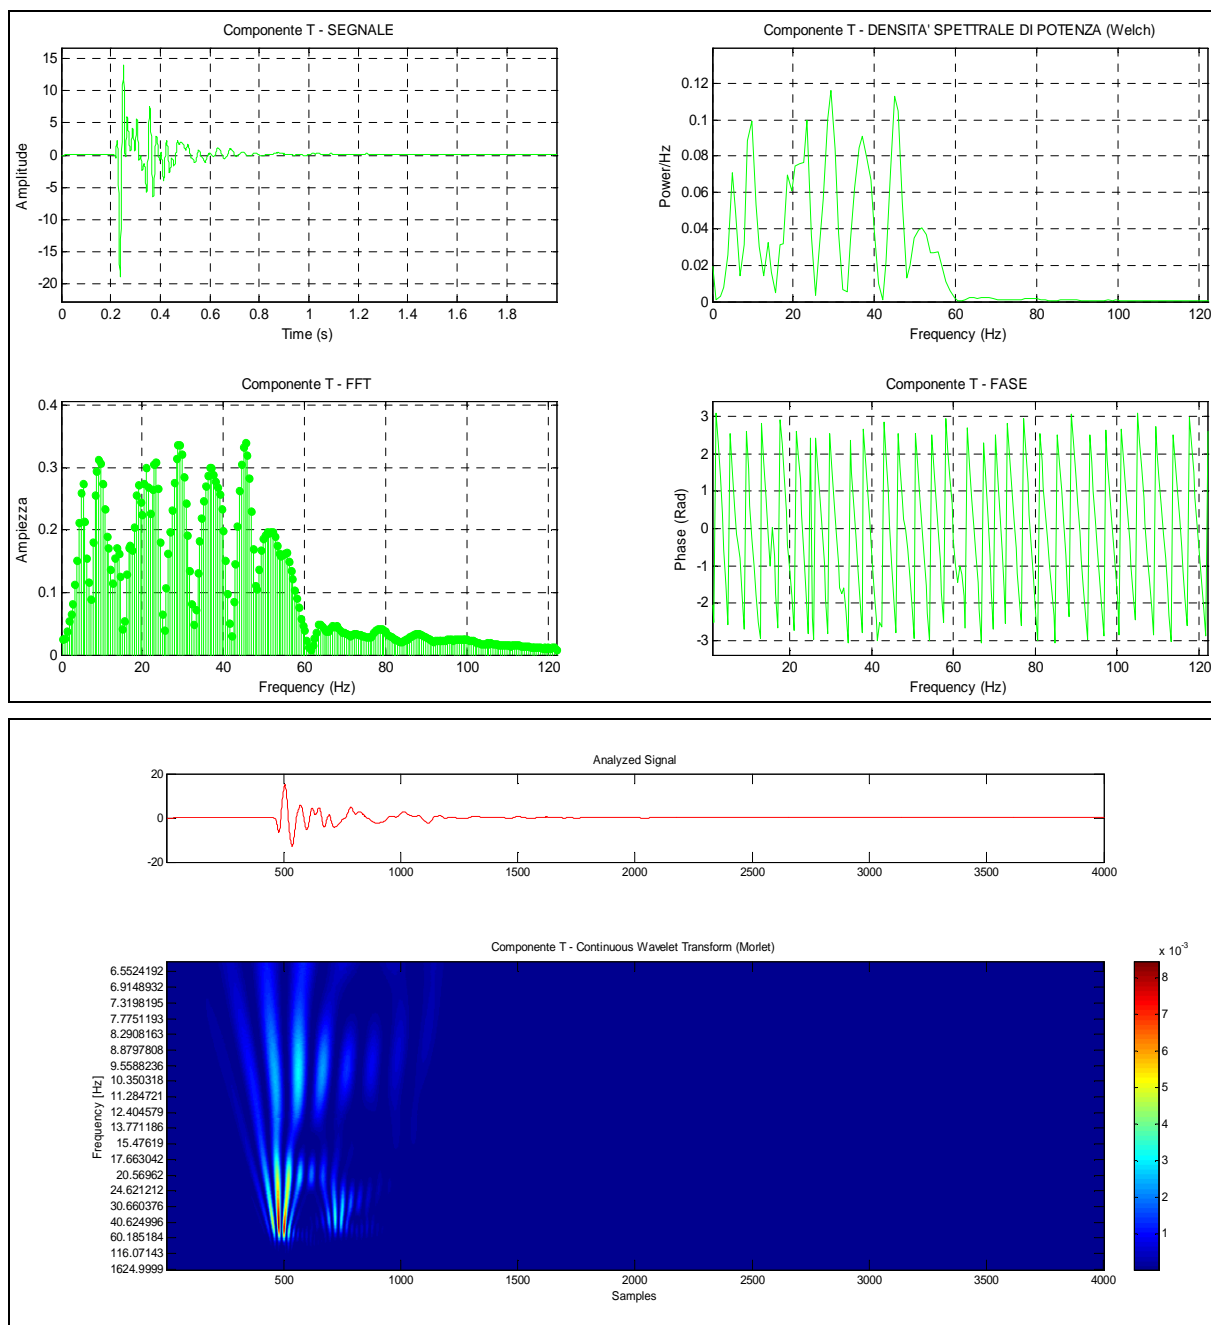 Componente T - SEGNALE
15
10
5
0
-5
-10
-15
-20
Amplitude
0 0.2 0.4 0.6 0.8 1 1.2 1.4 1.6 1.8
Time (s)
Componente T - DENSITA' SPETTRALE DI POTENZA (Welch)
0.12
0.1
0.08
0.06
0.04
0.02
0
Power/Hz
0 20 40 60 80 100 120
Frequency (Hz)
Componente T - FFT
0.4
0.3
0.2
0.1
0
Ampiezza
0 20 40 60 80 100 120
Frequency (Hz)
Componente T - FASE
3
2
1
0
-1
-2
-3
Phase (Rad)
20 40 60 80 100 120
Frequency (Hz)
Analyzed Signal
20
0
-20
500 1000 1500 2000 2500 3000 3500 4000
Componente T - Continuous Wavelet Transform (Morlet)
6.5524192
6.9148932
7.3198195
7.7751193
8.2908163
8.8797808
9.5588236
10.350318
11.284721
12.404579
13.771186
15.47619
17.663042
20.56962
24.621212
30.660376
40.624996
60.185184
116.07143
1624.9999
Frequency [Hz]
500 1000 1500 2000 2500 3000 3500 4000
Samples
x 10-3
8
7
6
5
4
3
2
1